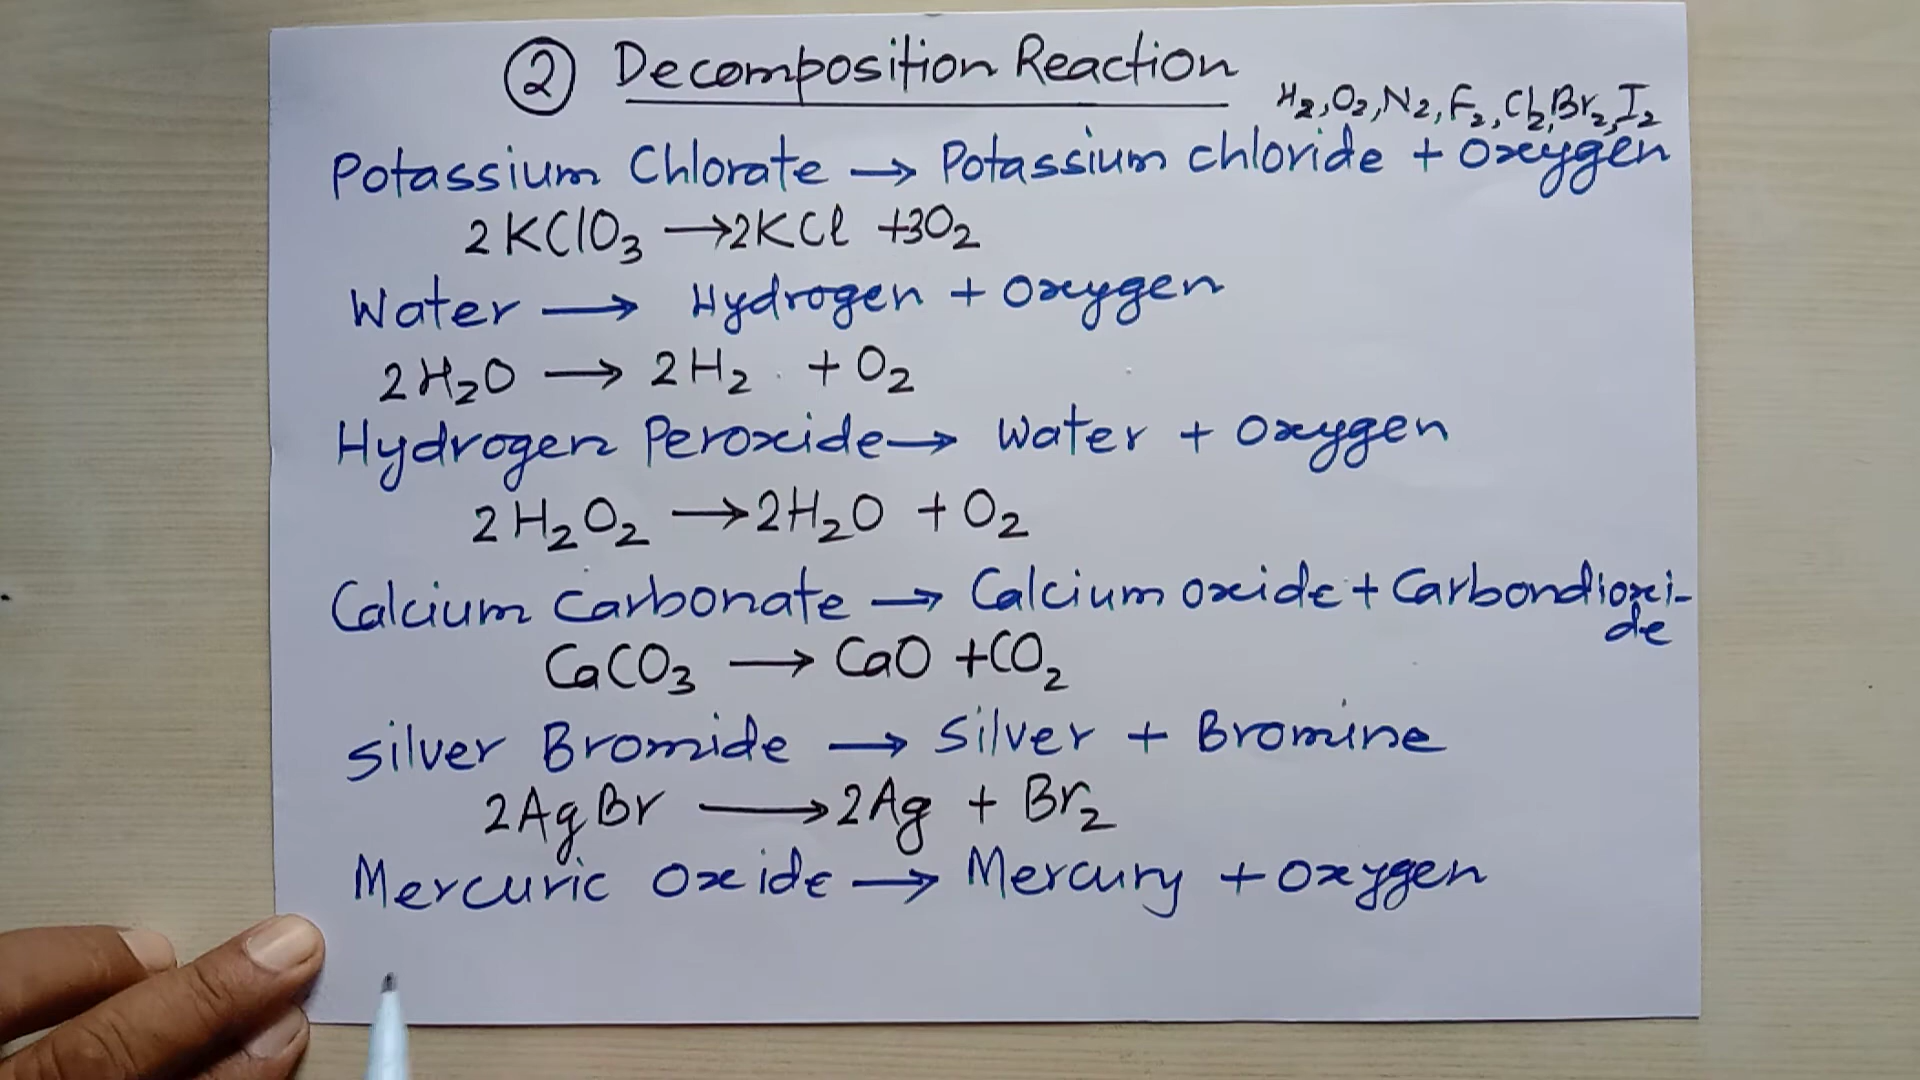 ② Decomposition Reaction
H₂, O₂, N₂, F₂, Cl₂, Br₂, I₂
Potassium Chlorate → Potassium chloride + Oxygen
2KClO₃ → 2KCl + 3O₂
Water → Hydrogen + Oxygen
2H₂O → 2H₂ + O₂
Hydrogen Peroxide → Water + Oxygen
2H₂O₂ → 2H₂O + O₂
Calcium Carbonate → Calcium oxide + Carbondioxi-
de
CaCO₃ → CaO + CO₂
Silver Bromide → Silver + Bromine
2AgBr → 2Ag + Br₂
Mercuric Oxide → Mercury + Oxygen